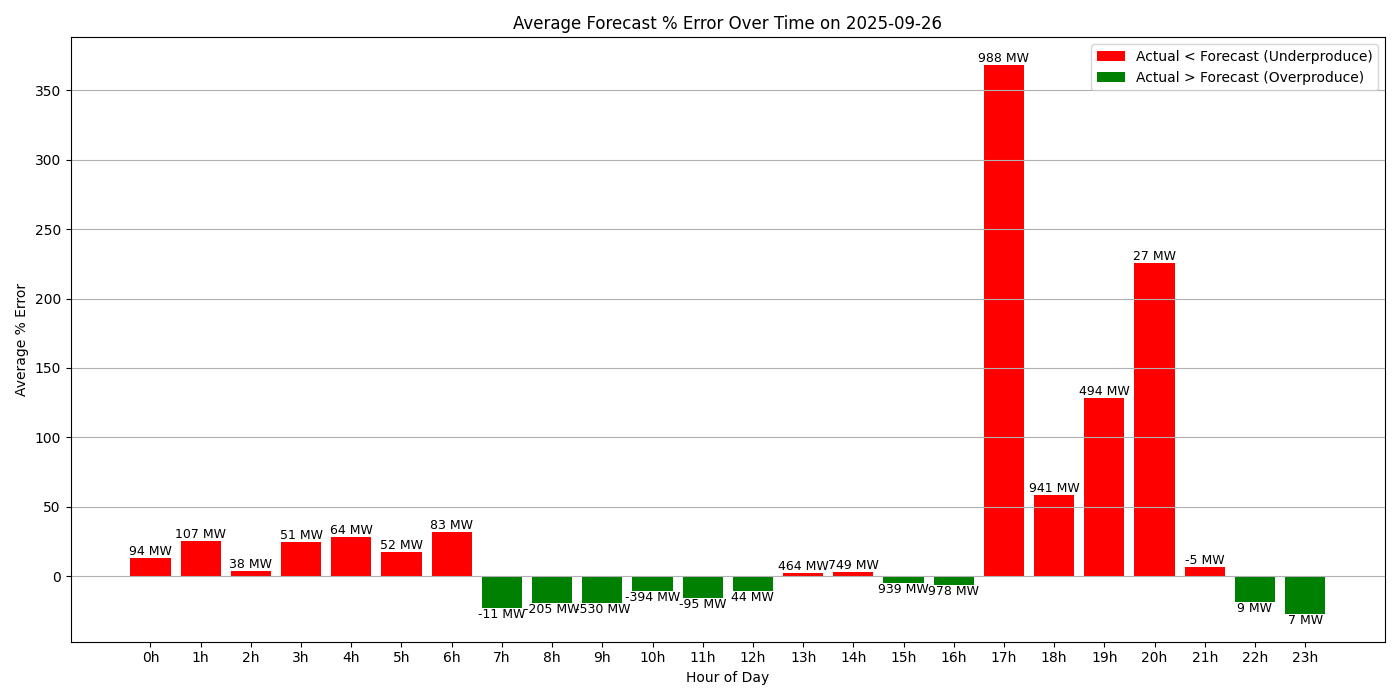 Average Forecast % Error Over Time on 2025-09-26
Actual < Forecast (Underproduce)
Actual > Forecast (Overproduce)
Average % Error
350
300
250
200
150
100
50
0
94 MW
107 MW
38 MW
51 MW
64 MW
52 MW
83 MW
-11 MW
-205 MW
-530 MW
-394 MW
-95 MW
44 MW
464 MW
749 MW
939 MW
978 MW
988 MW
941 MW
494 MW
27 MW
-5 MW
9 MW
7 MW
0h 1h 2h 3h 4h 5h 6h 7h 8h 9h 10h 11h 12h 13h 14h 15h 16h 17h 18h 19h 20h 21h 22h 23h
Hour of Day